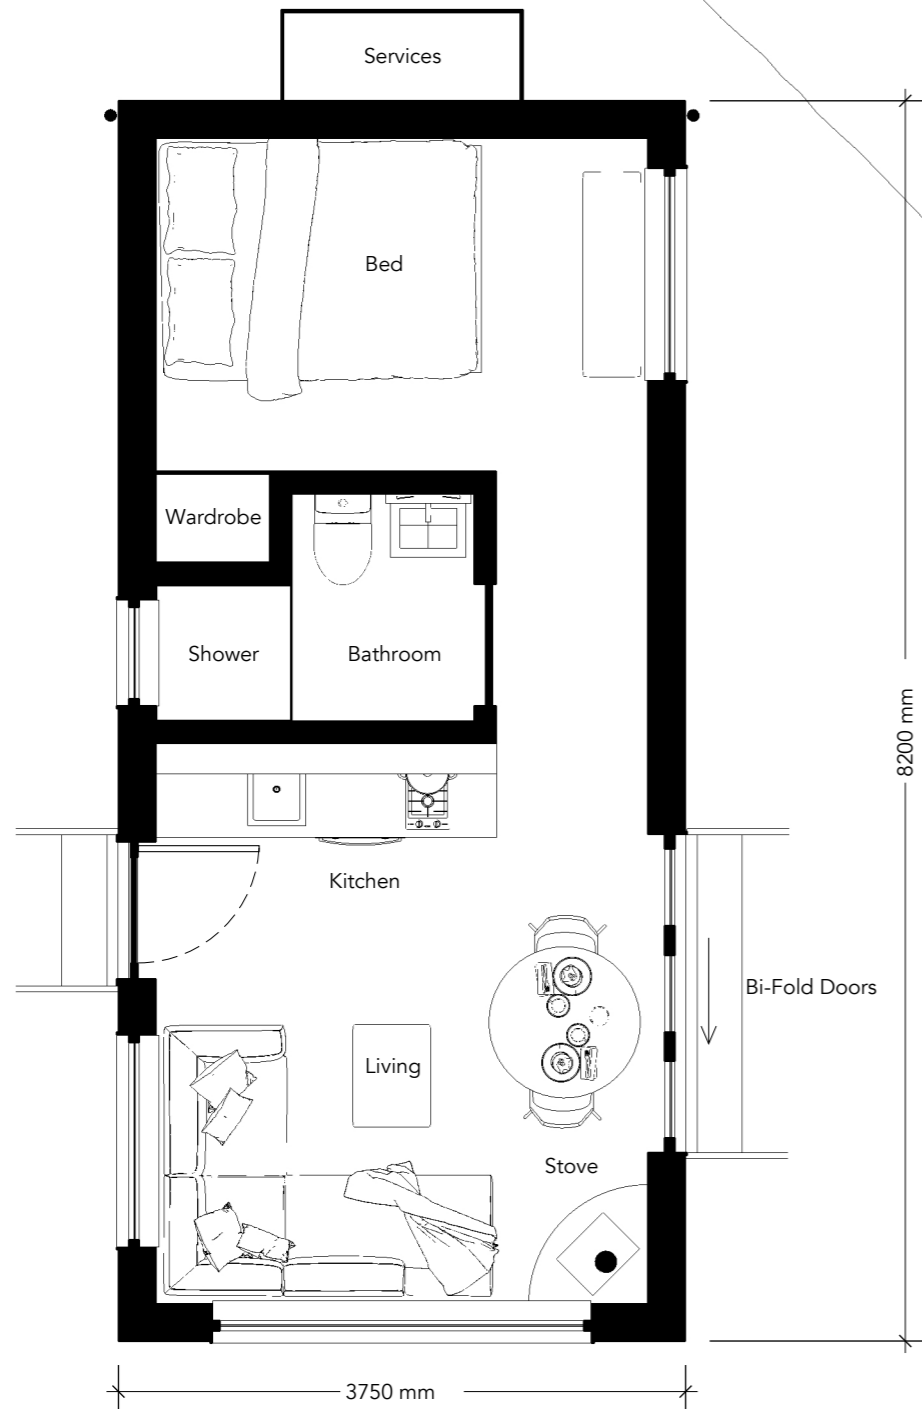 Services
Bed
Wardrobe
Shower
Bathroom
8200 mm
Kitchen
Bi-Fold Doors
Living
Stove
3750 mm